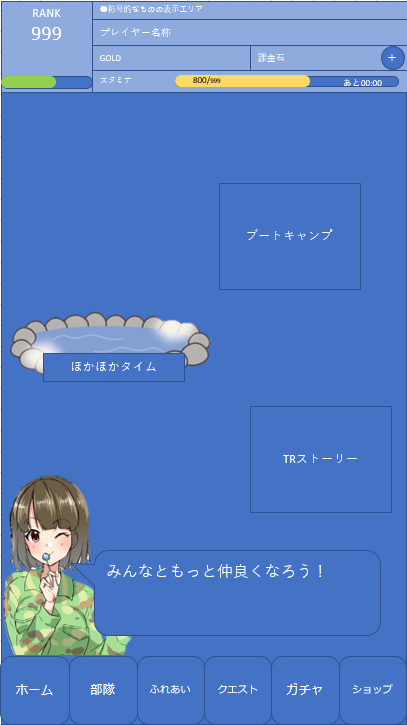 RANK
999
●称号的なものの表示エリア
プレイヤー名称
GOLD
課金石
+
スタミナ
800/999
あと00:00
ブートキャンプ
ほかほかタイム
TRストーリー
みんなともっと仲良くなろう！
ホーム
部隊
ふれあい
クエスト
ガチャ
ショップ